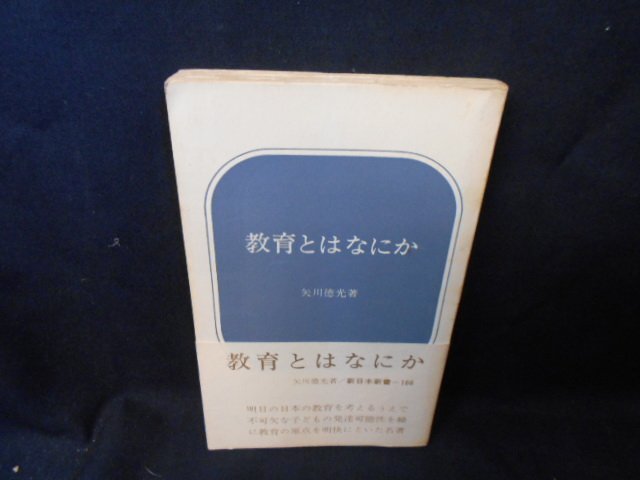 教育とはなにか
矢川徳光著
教育とはなにか
矢川徳光著/新日本新書-168
明日の日本の教育を考えるうえで
不可欠な子どもの発達可能性を軸
に教育の原点を明快にといた名著